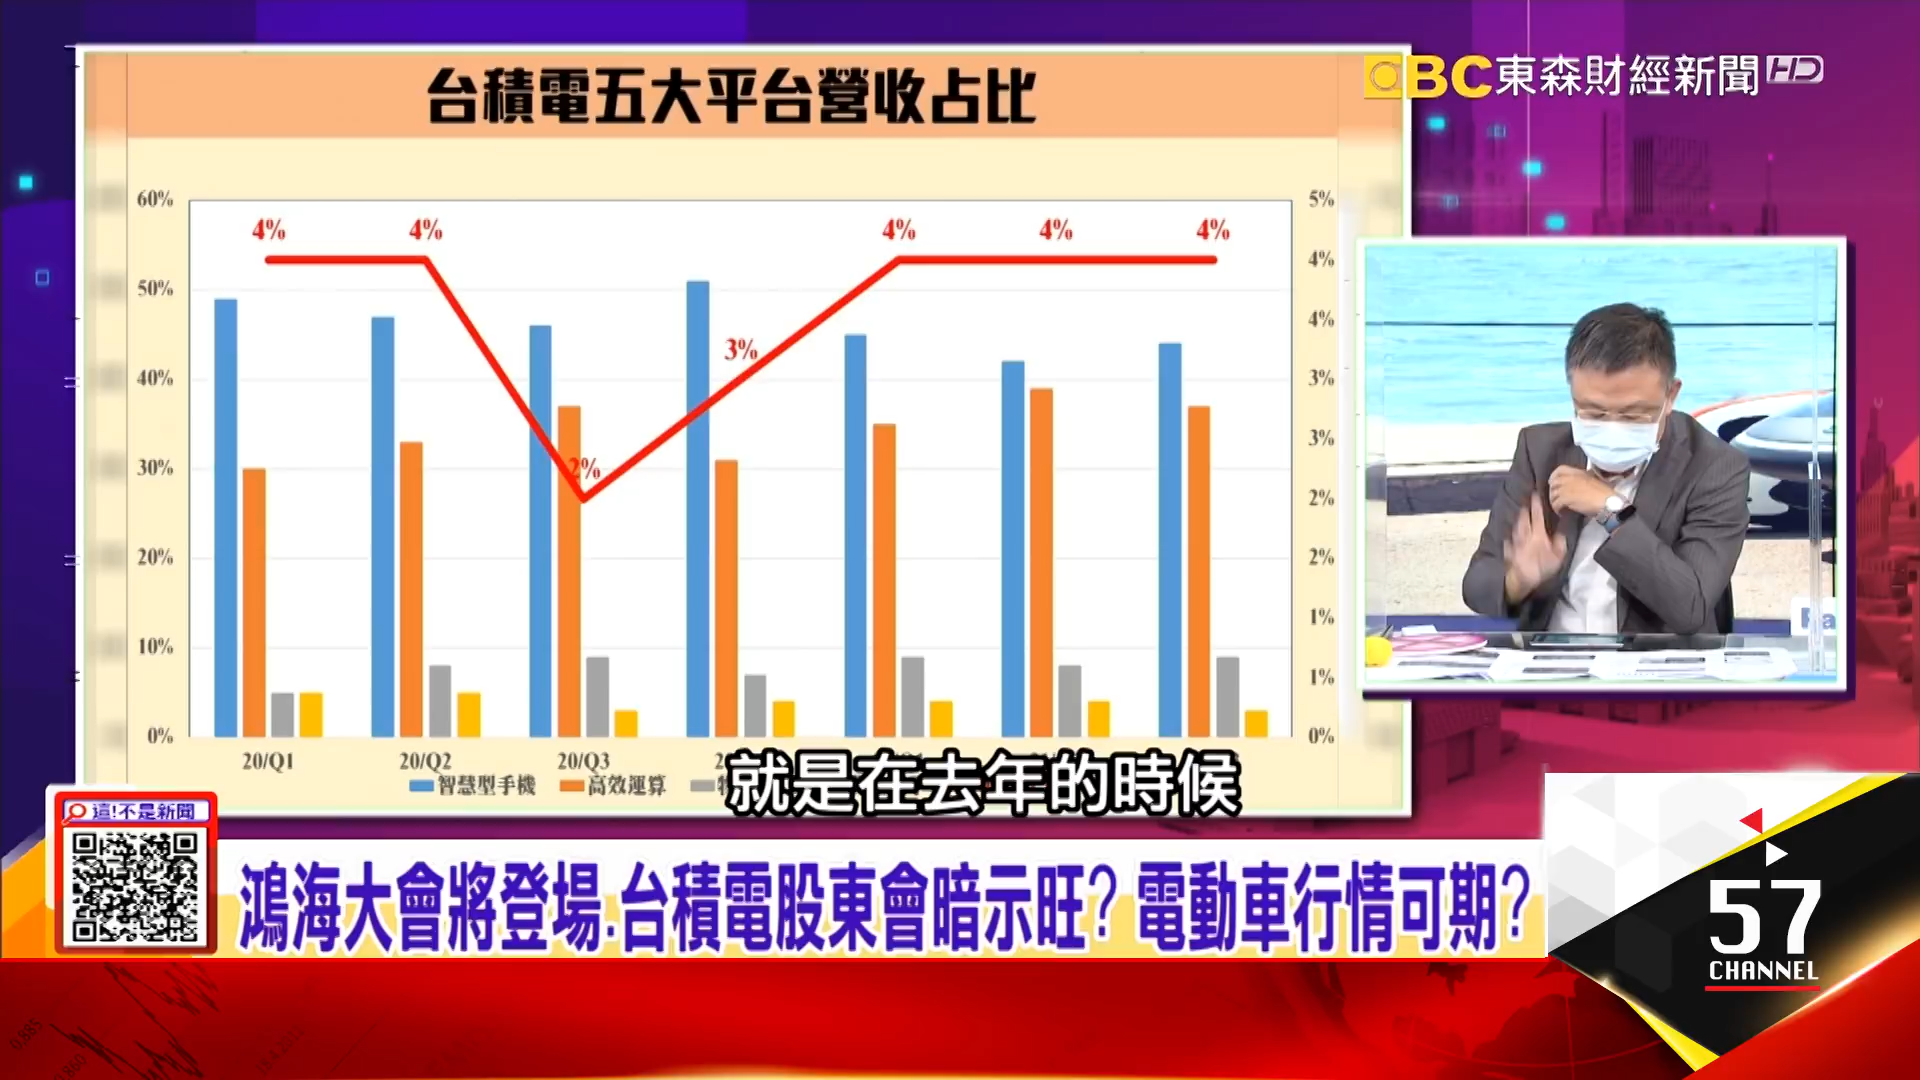 台積電五大平台營收占比
EBC東森財經新聞HD
60%
50%
40%
30%
20%
10%
0%
4%
4%
2%
3%
4%
4%
4%
5%
4%
4%
3%
3%
2%
2%
1%
1%
0%
20/Q1
20/Q2
20/Q3
智慧型手機
高效運算
就是在去年的時候
這!不是新聞
鴻海大會將登場.台積電股東會暗示旺? 電動車行情可期?
57
CHANNEL